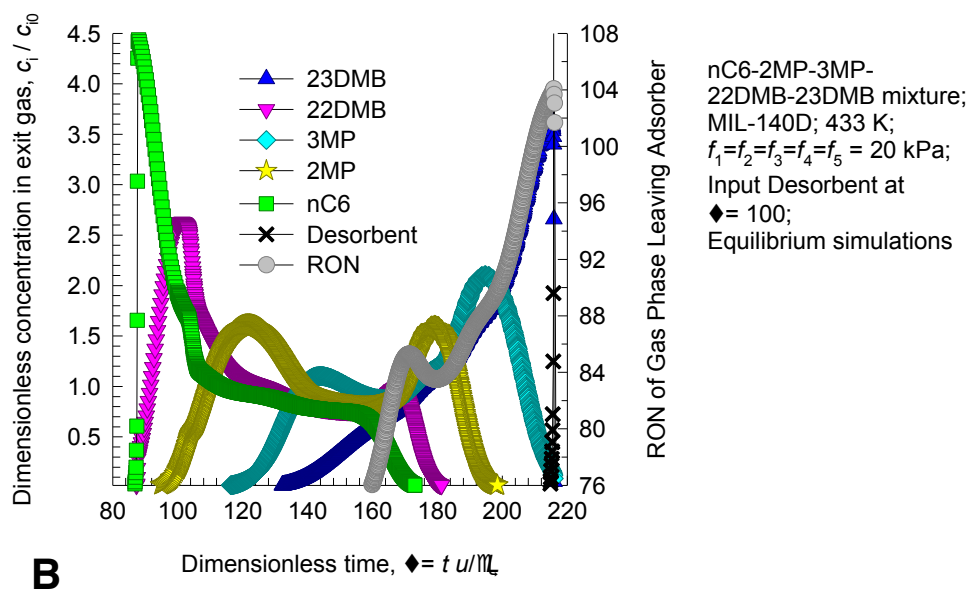 Dimensionless concentration in exit gas, cᵢ / cᵢ₀
4.5
4.0
3.5
3.0
2.5
2.0
1.5
1.0
0.5
23DMB
22DMB
3MP
2MP
nC6
Desorbent
RON
108
104
100
96
92
88
84
80
76
RON of Gas Phase Leaving Adsorber
80 100 120 140 160 180 200 220
Dimensionless time, ♦= t u/
nC6-2MP-3MP-
22DMB-23DMB mixture;
MIL-140D; 433 K;
f₁=f₂=f₃=f₄=f₅ = 20 kPa;
Input Desorbent at
♦= 100;
Equilibrium simulations
B